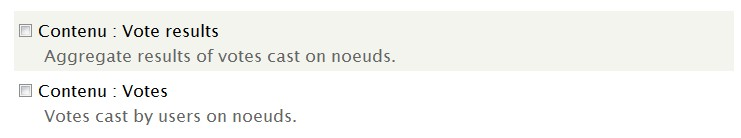 Contenu : Vote results
Aggregate results of votes cast on noeuds.
Contenu : Votes
Votes cast by users on noeuds.